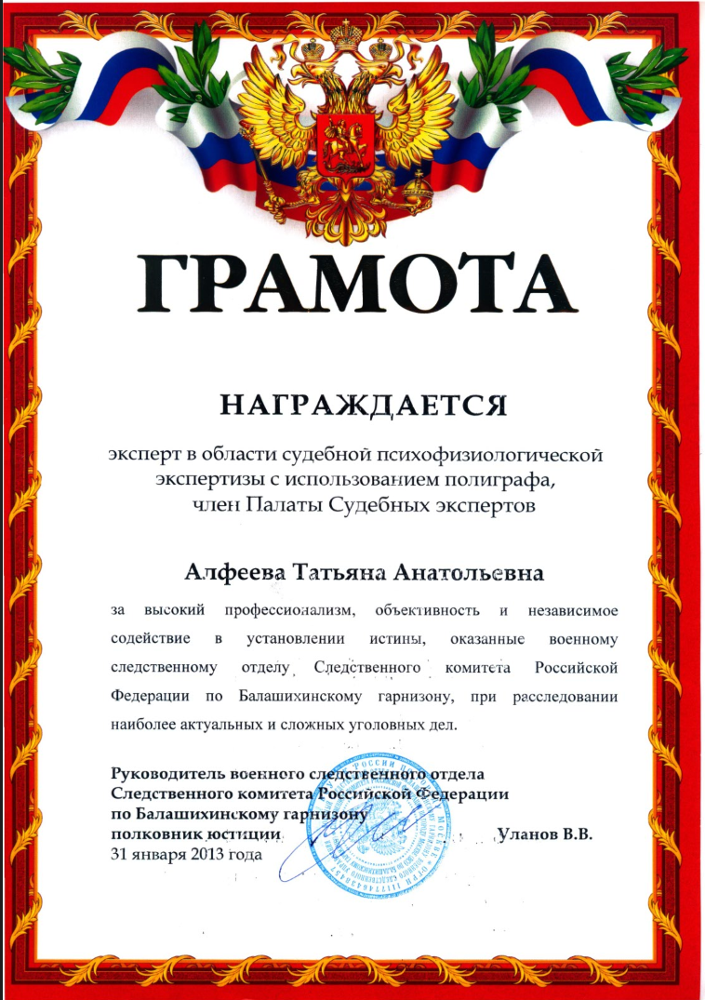 ГРАМОТА
НАГРАЖДАЕТСЯ
эксперт в области судебной психофизиологической
экспертизы с использованием полиграфа,
член Палаты Судебных экспертов
Алфеева Татьяна Анатольевна
за высокий профессионализм, объективность и независимое
содействие в установлении истины, оказанные военному
следственному отделу Следственного комитета Российской
Федерации по Балашихинскому гарнизону, при расследовании
наиболее актуальных и сложных уголовных дел.
Руководитель военного следственного отдела
Следственного комитета Российской Федерации
по Балашихинскому гарнизону
полковник юстиции Уланов В.В.
31 января 2013 года